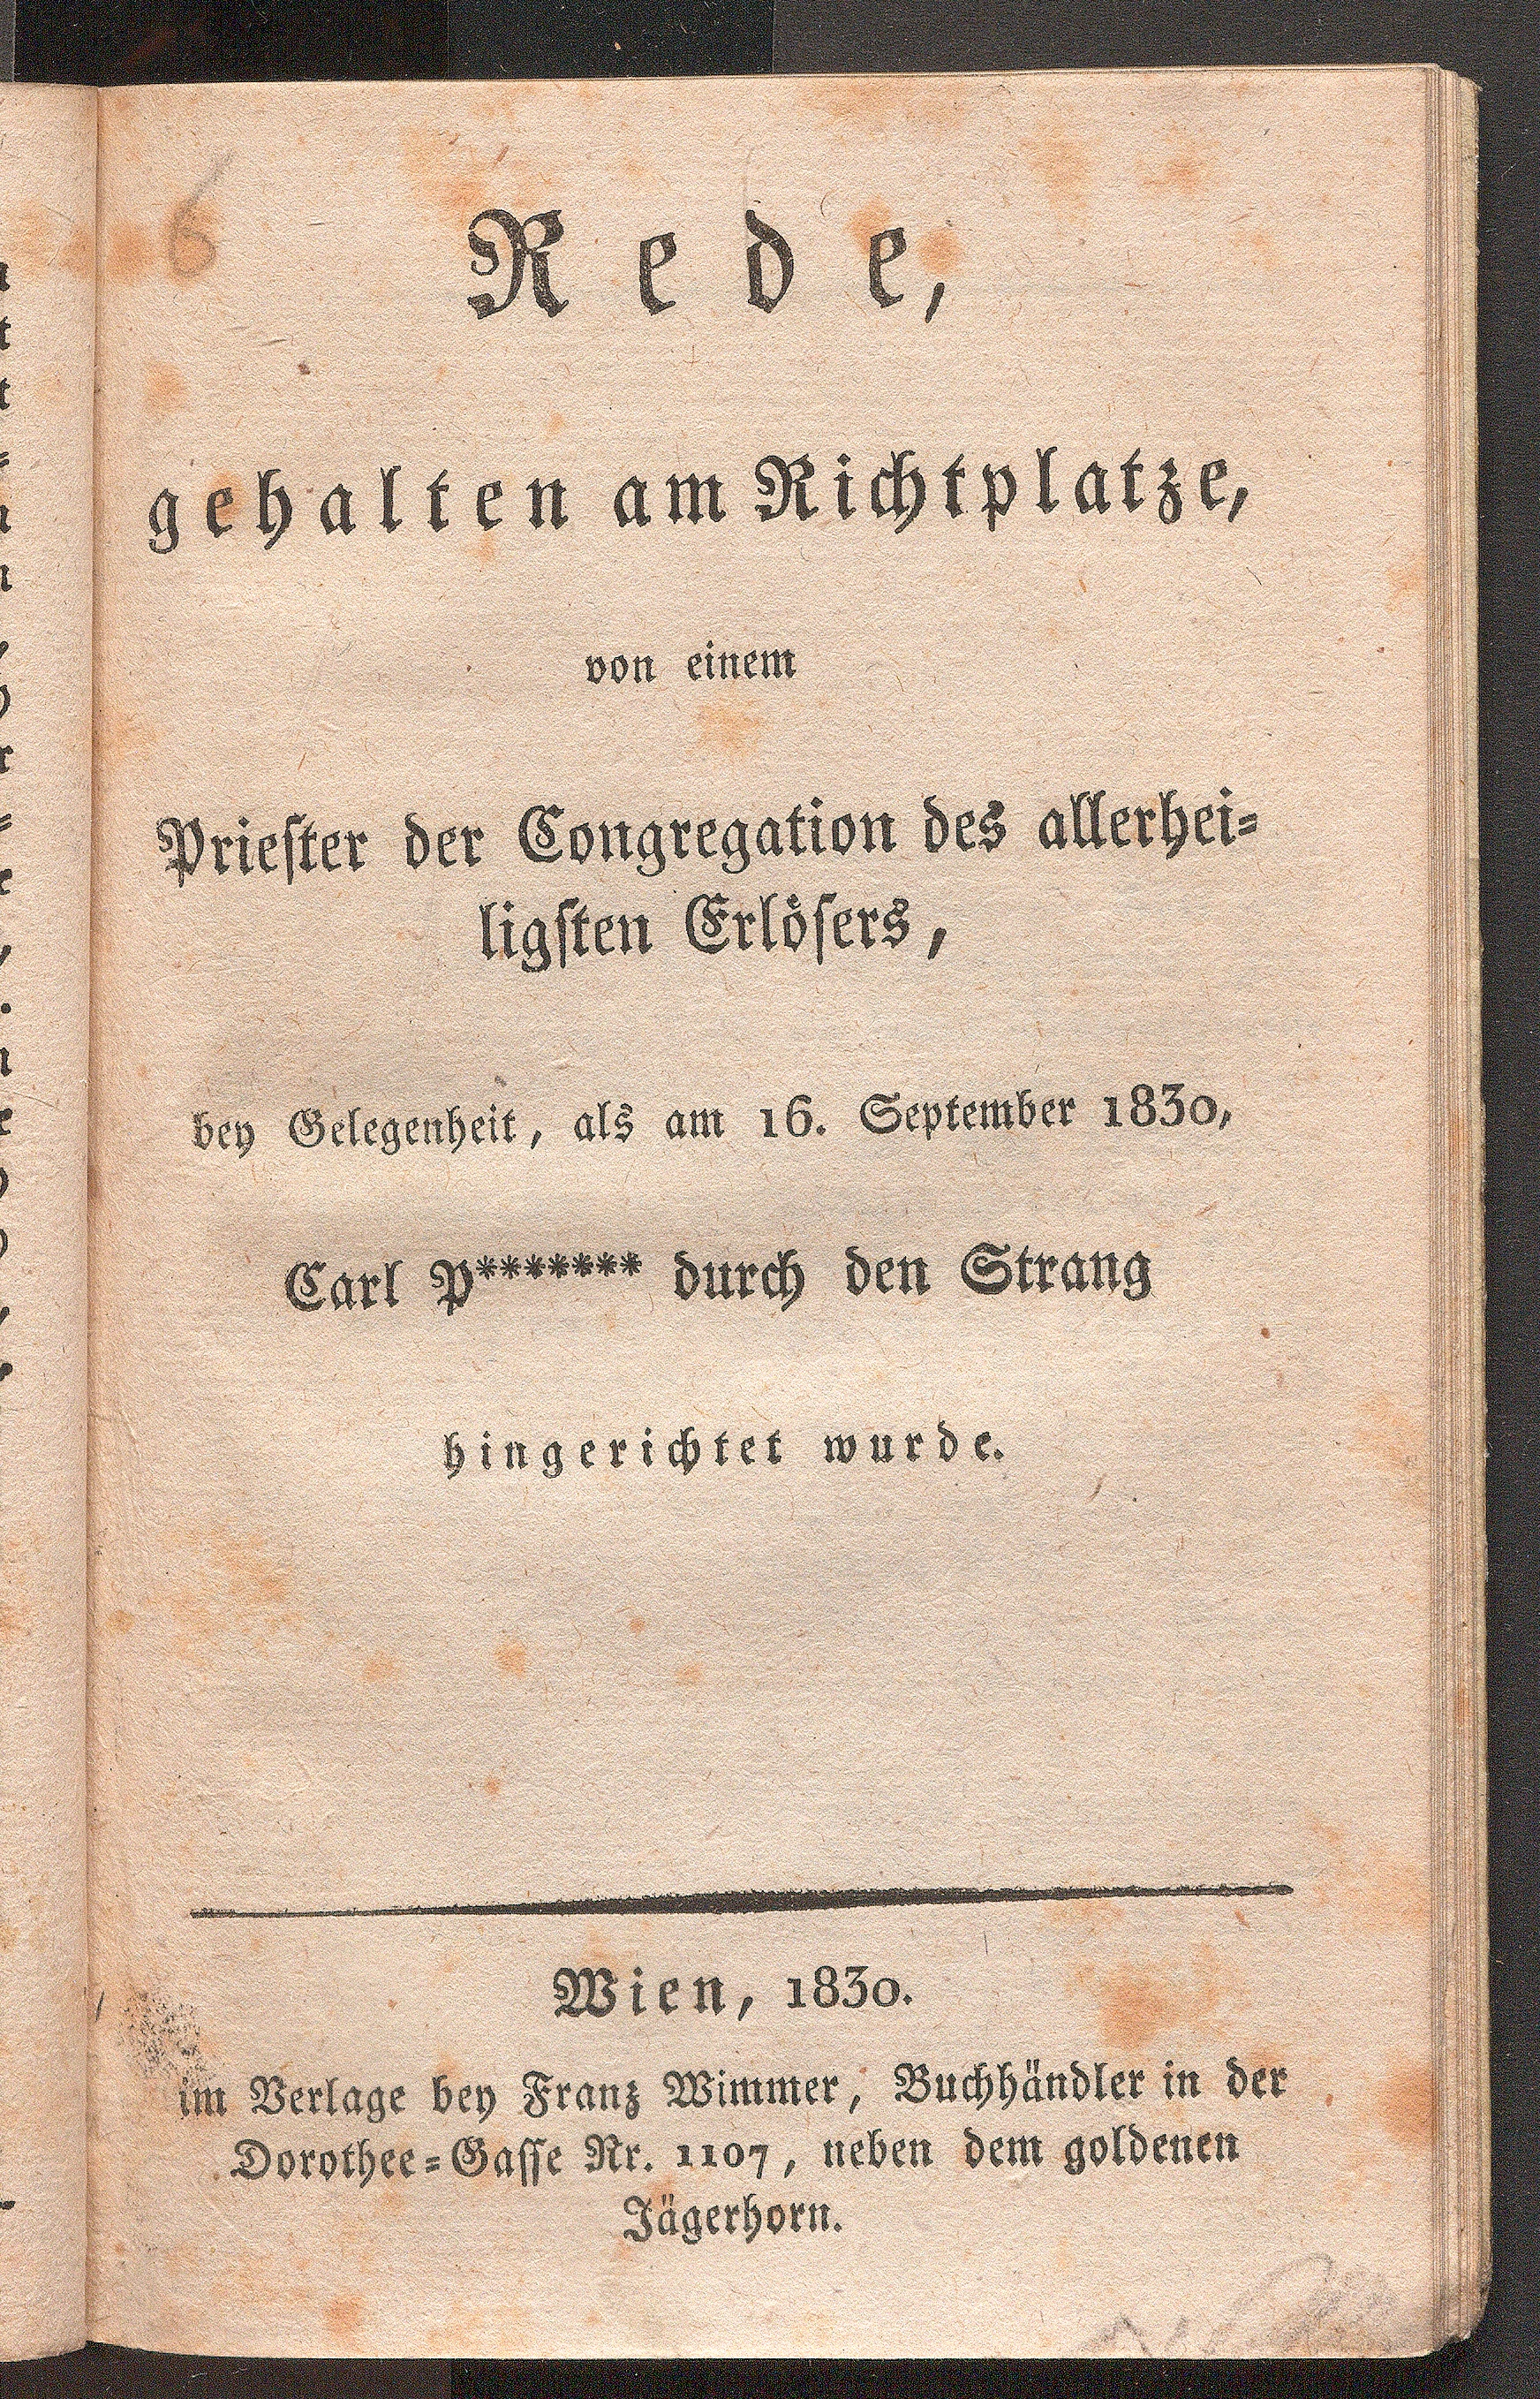 6
Rede,
gehalten am Richtplatze,
von einem
Priester der Congregation des allerhei=
ligsten Erlösers,
bey Gelegenheit, als am 16. September 1830,
Carl P******* durch den Strang
hingerichtet wurde.
Wien, 1830.
im Verlage bey Franz Wimmer, Buchhändler in der
Dorothee=Gasse Nr. 1107, neben dem goldenen
Jägerhorn.